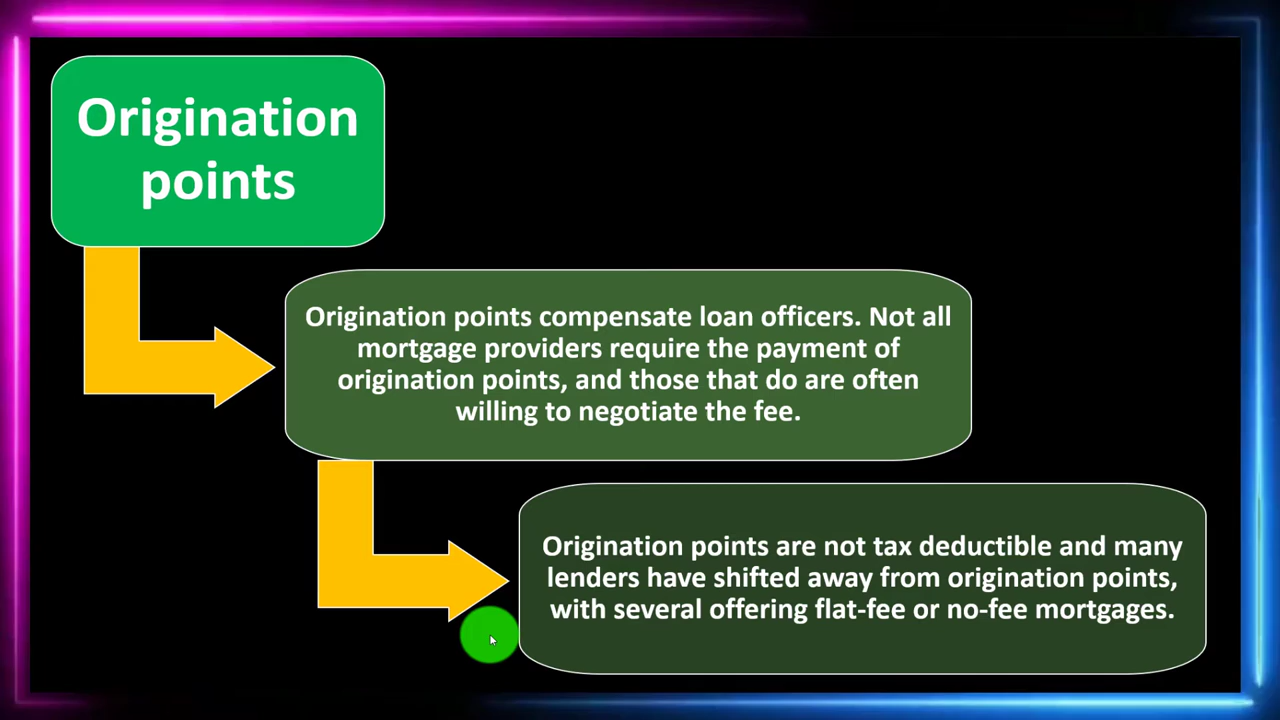 Origination
points
Origination points compensate loan officers. Not all
mortgage providers require the payment of
origination points, and those that do are often
willing to negotiate the fee.
Origination points are not tax deductible and many
lenders have shifted away from origination points,
with several offering flat-fee or no-fee mortgages.